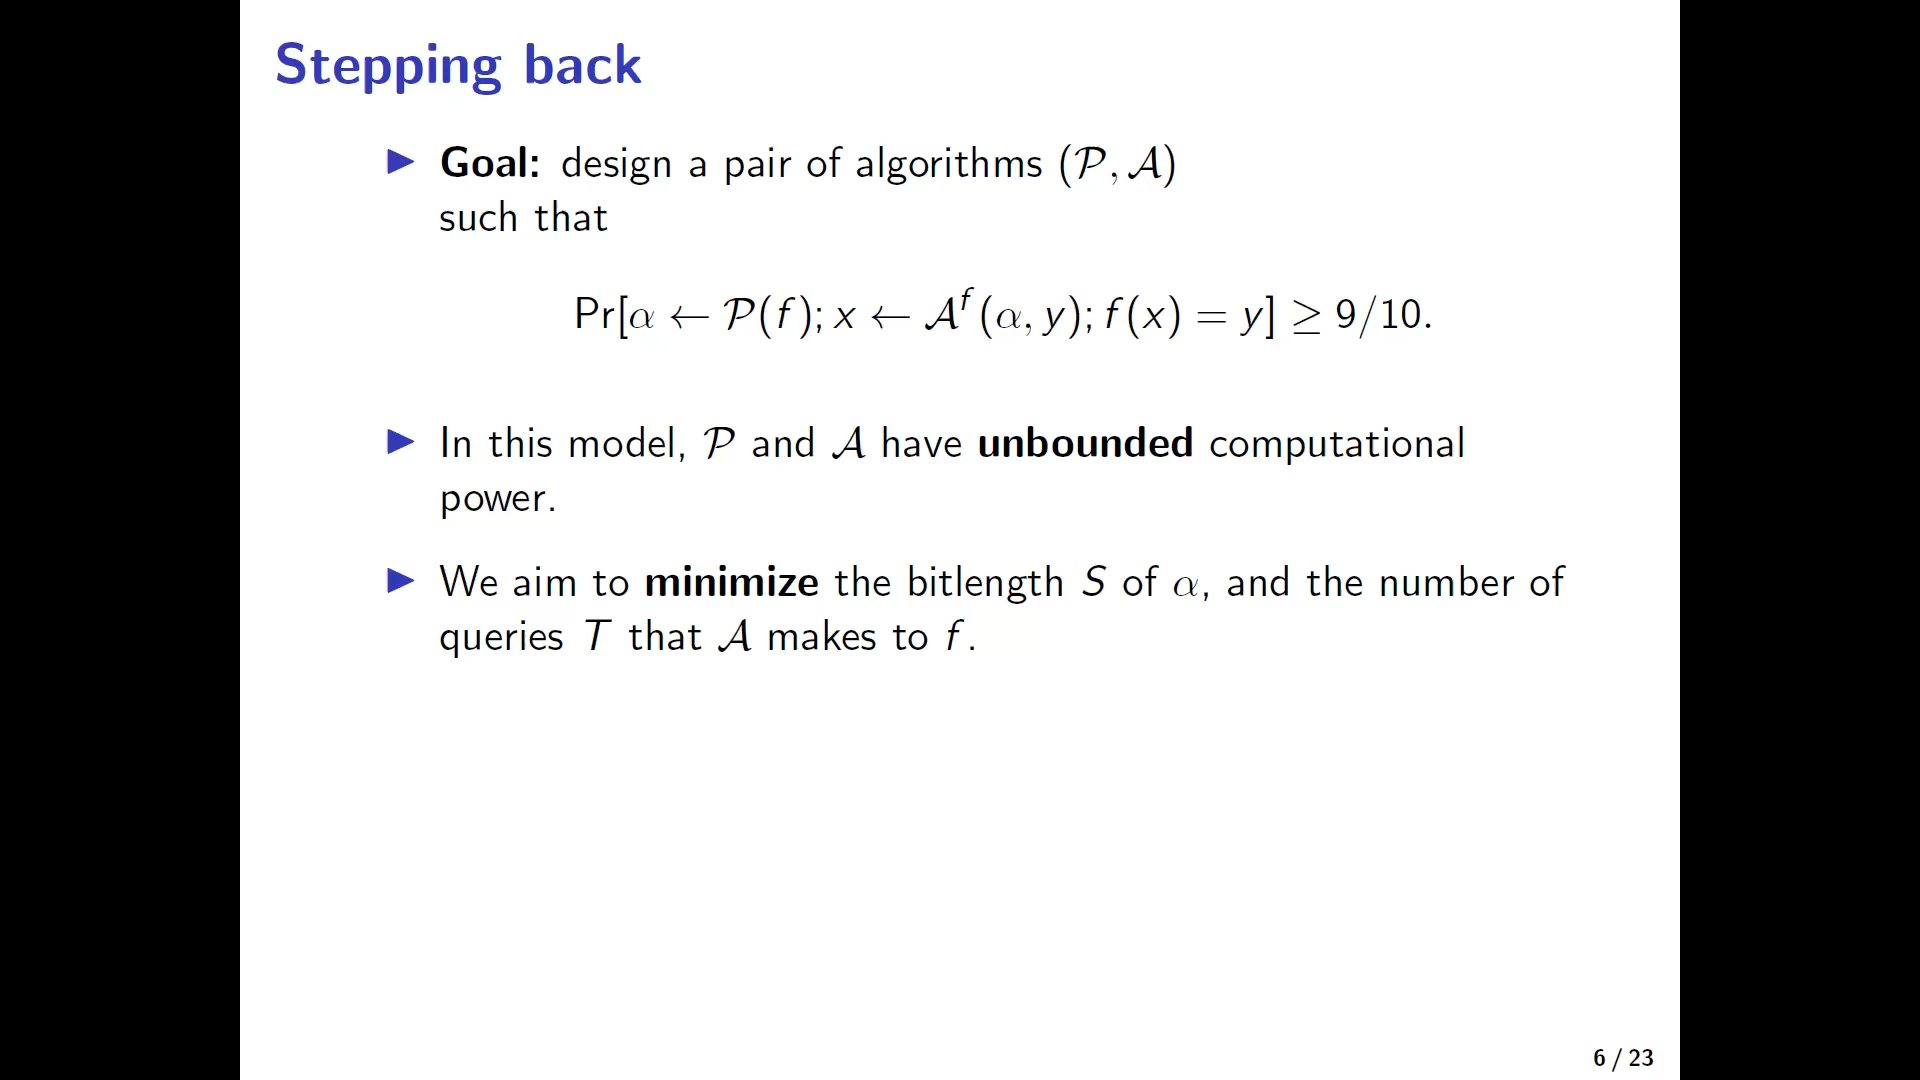 Stepping back
▶ Goal: design a pair of algorithms (𝒫, 𝒜)
such that
Pr[α ← 𝒫(f); x ← 𝒜^f(α, y); f(x) = y] ≥ 9/10.
▶ In this model, 𝒫 and 𝒜 have unbounded computational
power.
▶ We aim to minimize the bitlength S of α, and the number of
queries T that 𝒜 makes to f.
6 / 23